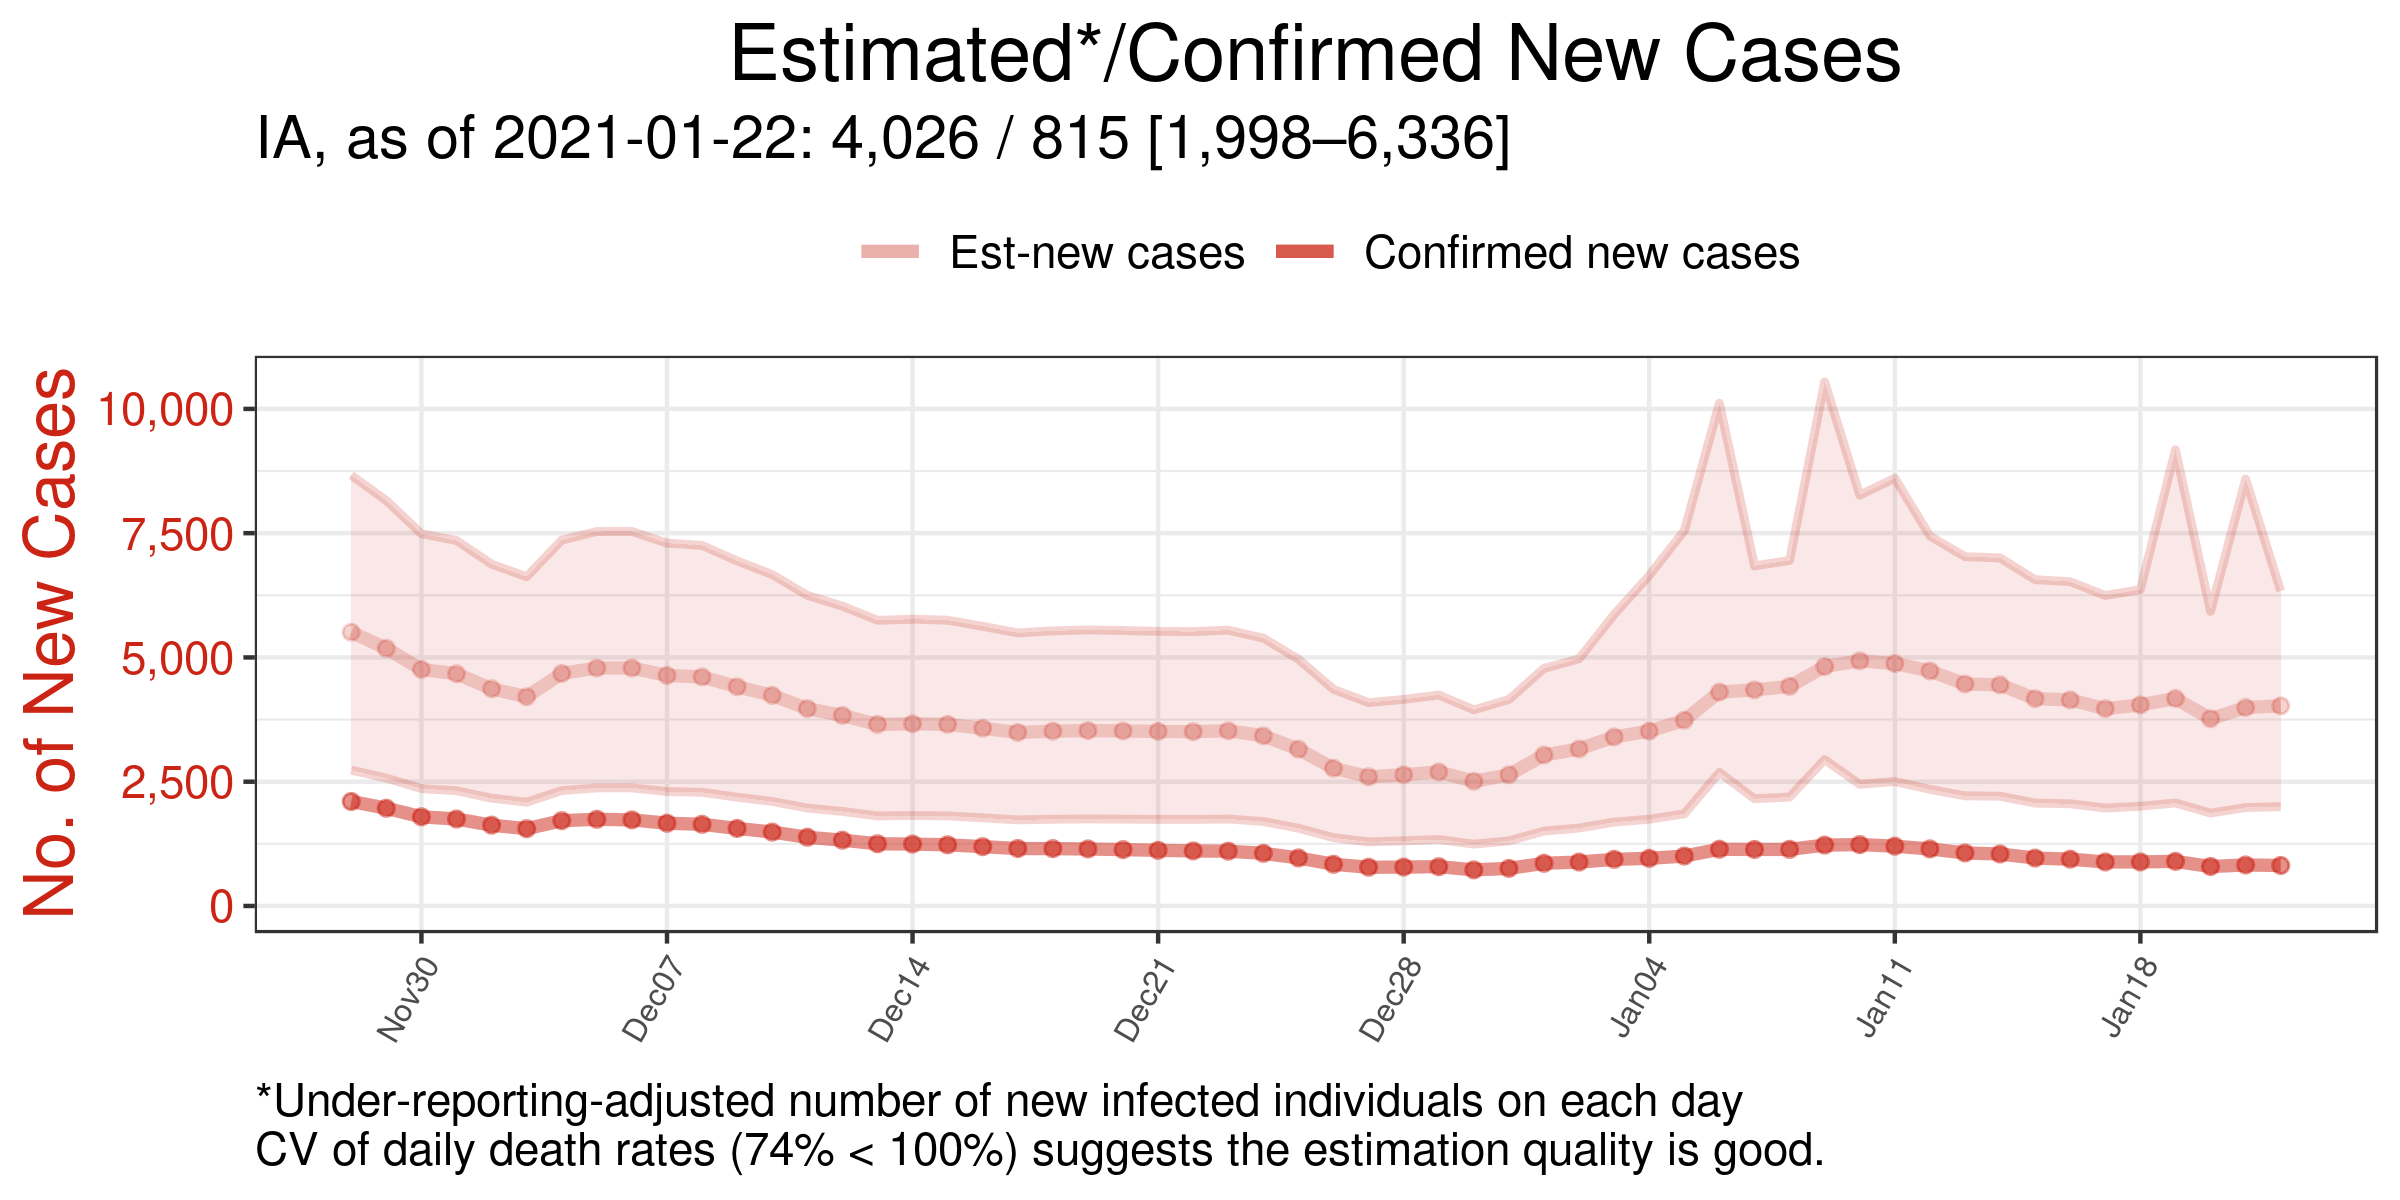 Estimated*/Confirmed New Cases
IA, as of 2021-01-22: 4,026 / 815 [1,998–6,336]
Est-new cases
Confirmed new cases
No. of New Cases
10,000
7,500
5,000
2,500
0
Nov30
Dec07
Dec14
Dec21
Dec28
Jan04
Jan11
Jan18
*Under-reporting-adjusted number of new infected individuals on each day
CV of daily death rates (74% < 100%) suggests the estimation quality is good.